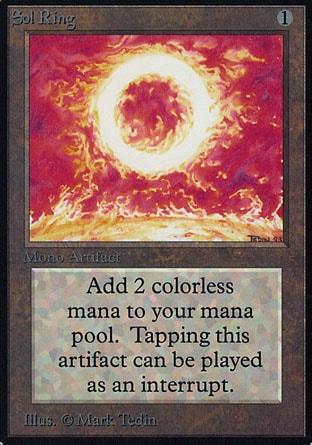 Sol Ring 1
Mono Artifact
Add 2 colorless
mana to your mana
pool. Tapping this
artifact can be played
as an interrupt.
Illus. © Mark Tedin